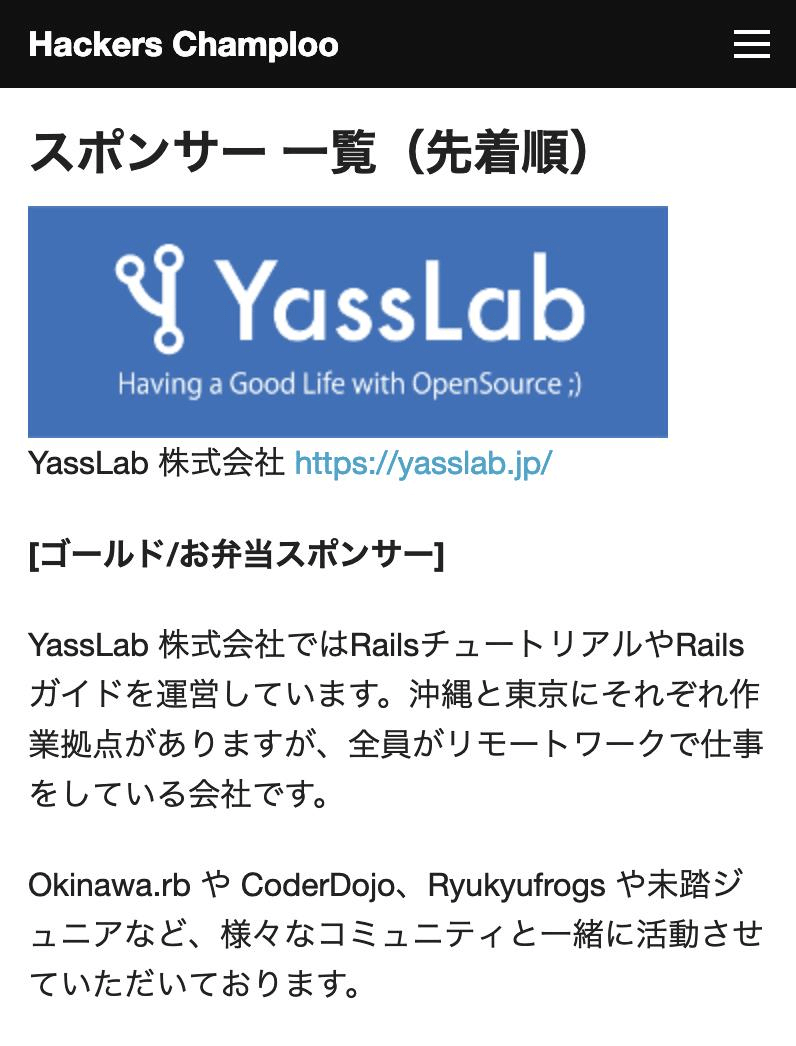 Hackers Champloo
スポンサー 一覧（先着順）
YassLab
Having a Good Life with OpenSource ;)
YassLab 株式会社 https://yasslab.jp/
[ゴールド/お弁当スポンサー]
YassLab 株式会社ではRailsチュートリアルやRails
ガイドを運営しています。沖縄と東京にそれぞれ作
業拠点がありますが、全員がリモートワークで仕事
をしている会社です。
Okinawa.rb や CoderDojo、Ryukyufrogs や未踏ジ
ュニアなど、様々なコミュニティと一緒に活動させ
ていただいております。